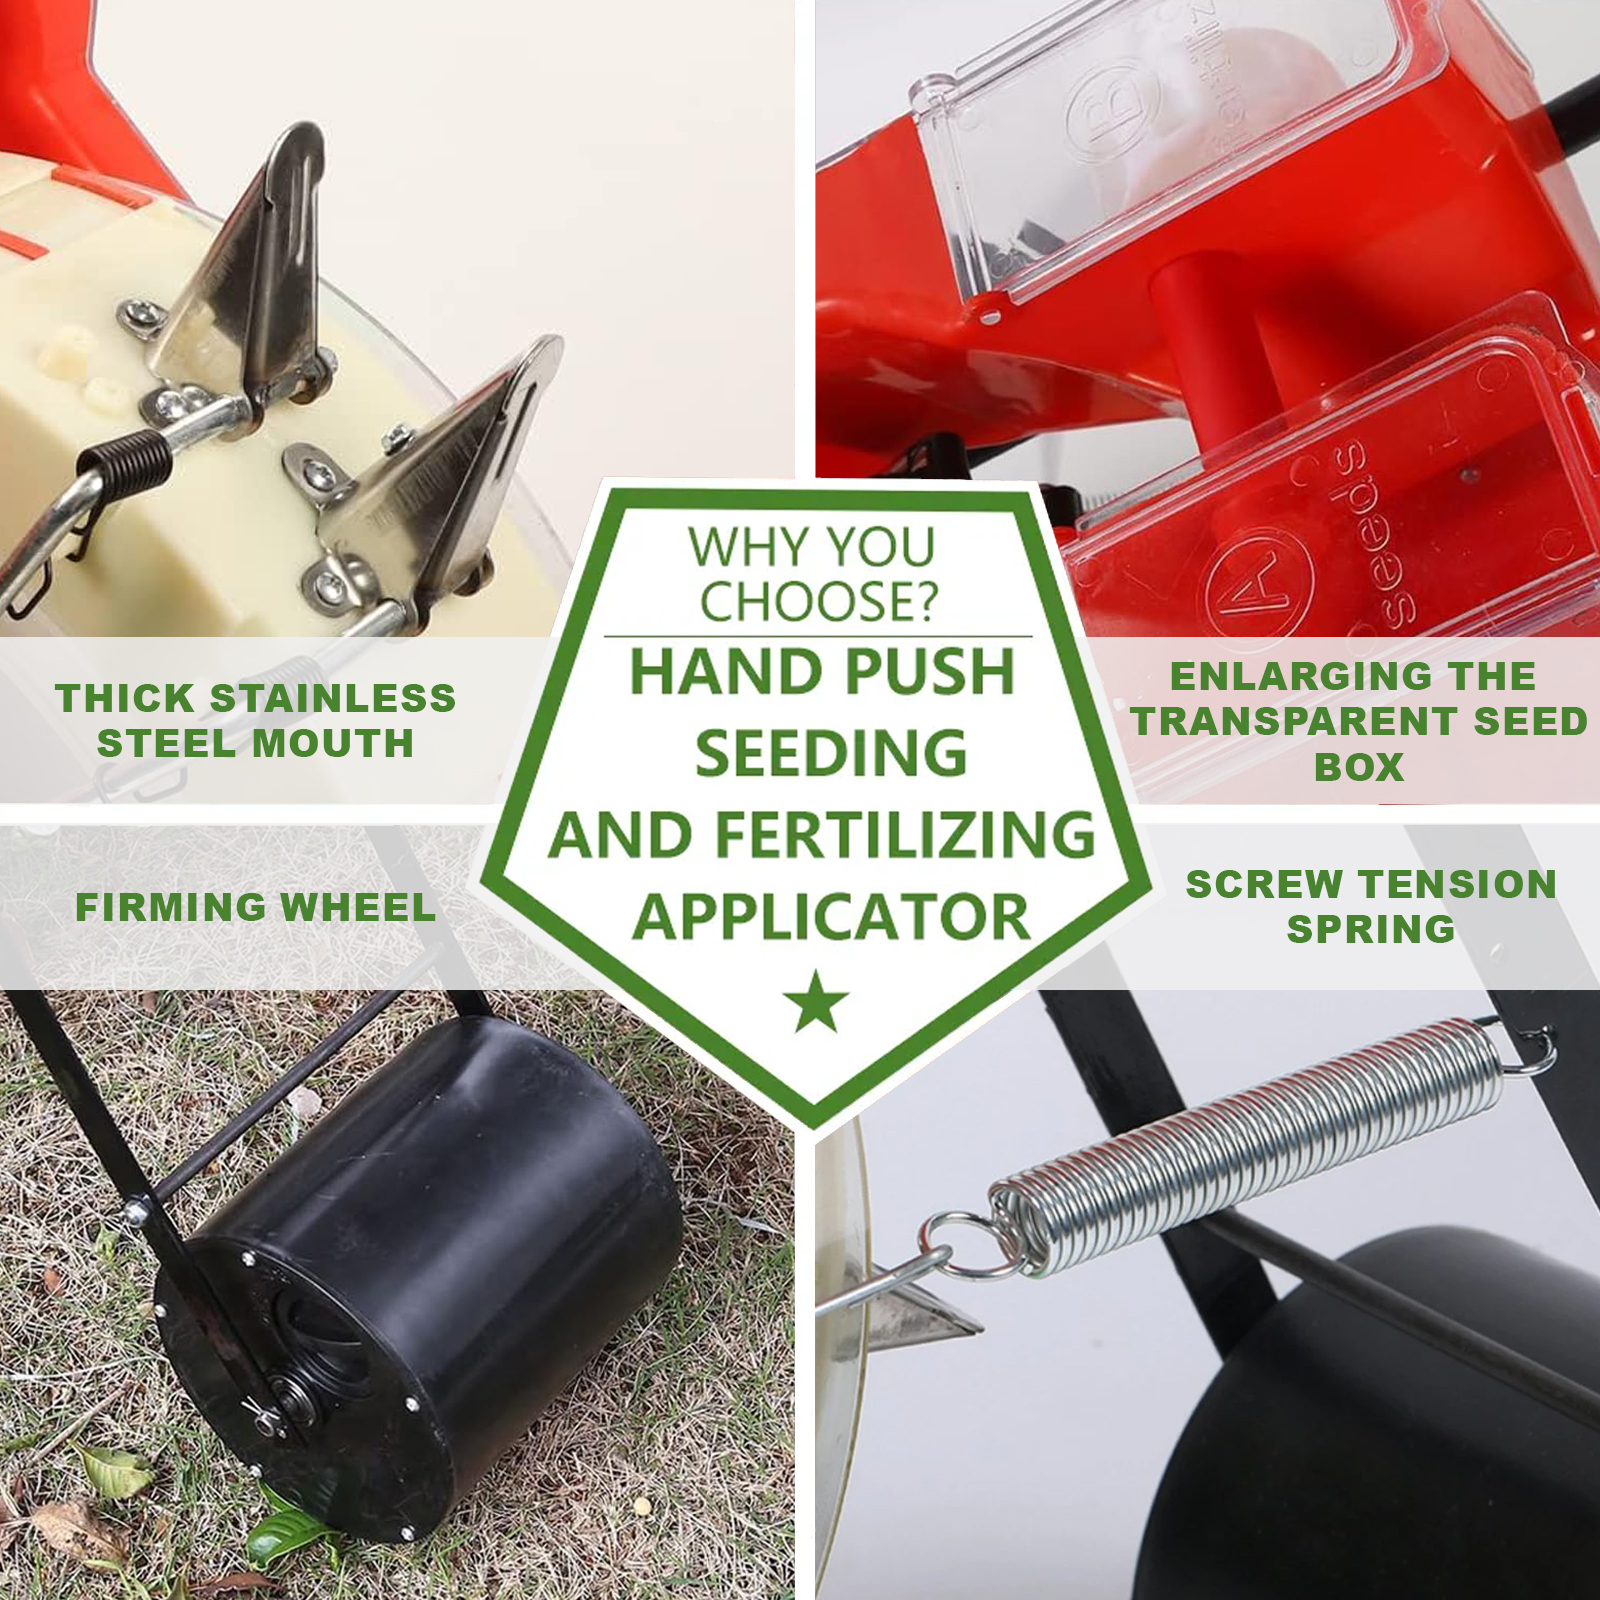 B
A
seeds
WHY YOU
CHOOSE?
HAND PUSH
SEEDING
AND FERTILIZING
APPLICATOR
THICK STAINLESS
STEEL MOUTH
ENLARGING THE
TRANSPARENT SEED
BOX
FIRMING WHEEL
SCREW TENSION
SPRING